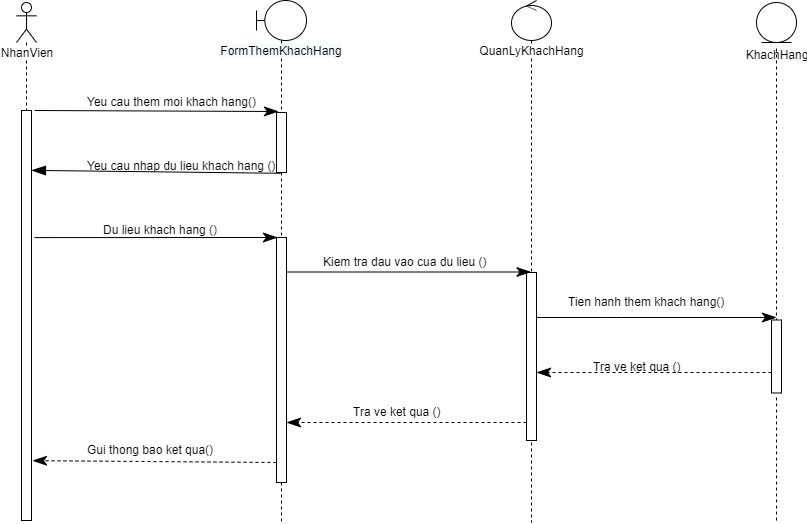 NhanVien
FormThemKhachHang
QuanLyKhachHang
KhachHang
Yeu cau them moi khach hang()
Yeu cau nhap du lieu khach hang ()
Du lieu khach hang ()
Kiem tra dau vao cua du lieu ()
Tien hanh them khach hang()
Tra ve ket qua ()
Tra ve ket qua ()
Gui thong bao ket qua()